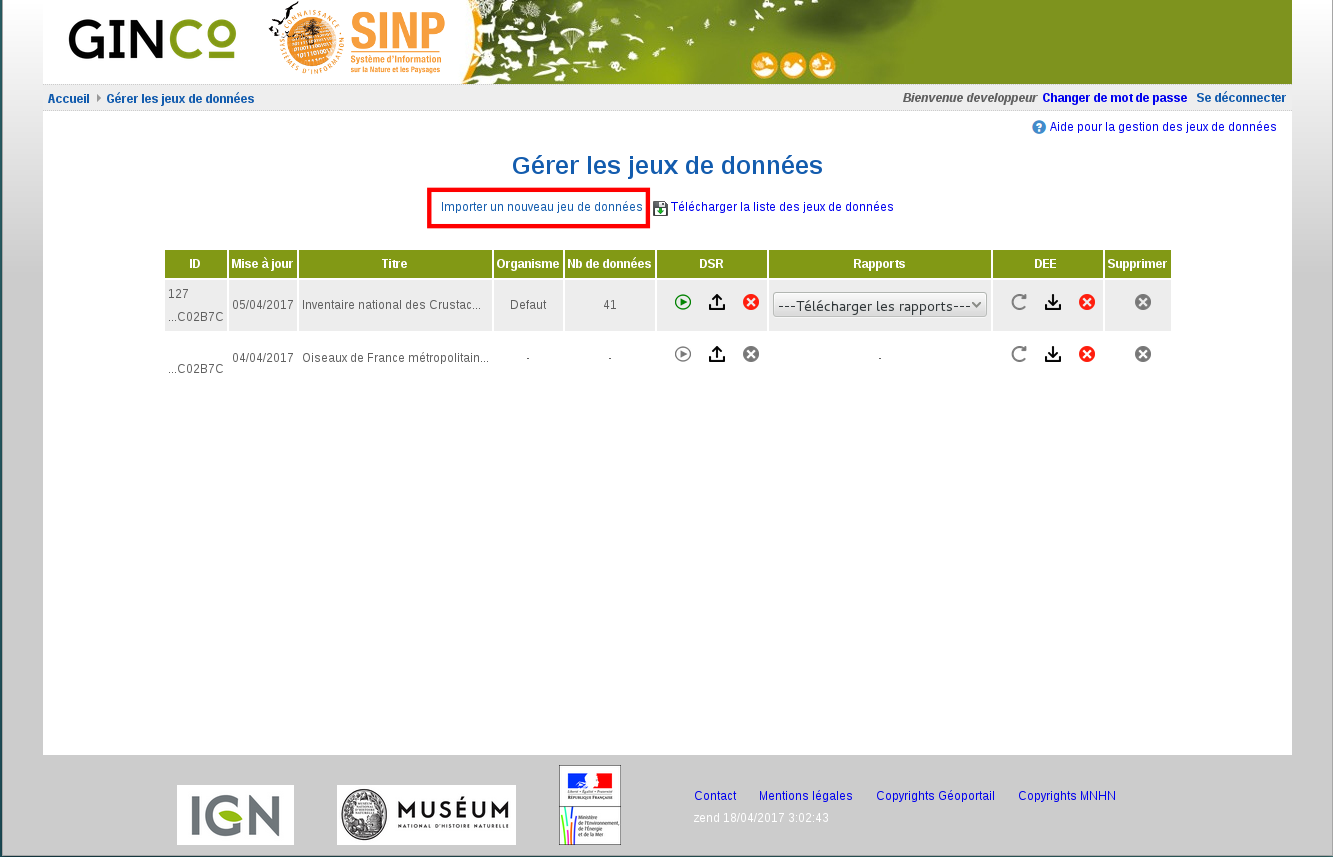 GINCO
CONNAISSANCE
SYSTÈMES D'INFORMATION
SINP
Système d'Information
sur la Nature et les Paysages
Accueil Gérer les jeux de données
Bienvenue developpeur Changer de mot de passe Se déconnecter
? Aide pour la gestion des jeux de données
Gérer les jeux de données
Importer un nouveau jeu de données Télécharger la liste des jeux de données
ID Mise à jour Titre Organisme Nb de données DSR Rapports DEE Supprimer
127
...C02B7C 05/04/2017 Inventaire national des Crustac... Defaut 41 ---Télécharger les rapports---
...C02B7C 04/04/2017 Oiseaux de France métropolitain... - - -
IGN
MUSÉUM
NATIONAL D'HISTOIRE NATURELLE
Liberté • Égalité • Fraternité
RÉPUBLIQUE FRANÇAISE
Ministère
de l'Environnement,
de l'Énergie
et de la Mer
Contact Mentions légales Copyrights Géoportail Copyrights MNHN
zend 18/04/2017 3:02:43